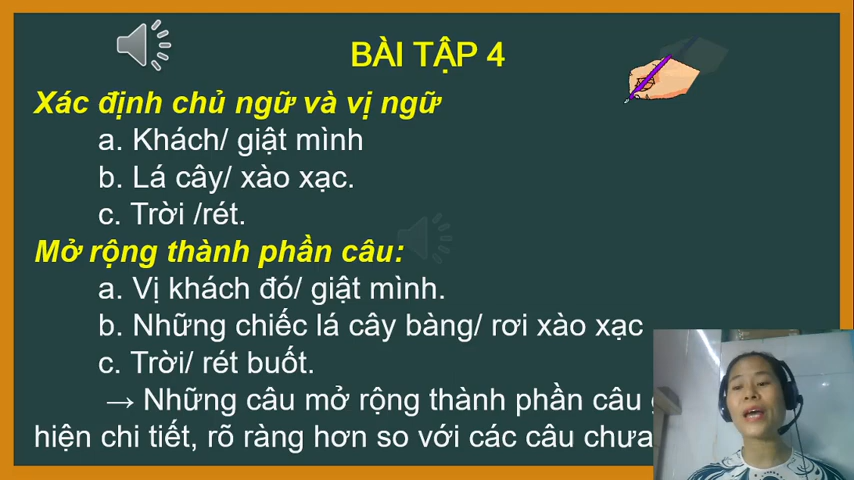 BÀI TẬP 4
Xác định chủ ngữ và vị ngữ
a. Khách/ giật mình
b. Lá cây/ xào xạc.
c. Trời /rét.
Mở rộng thành phần câu:
a. Vị khách đó/ giật mình.
b. Những chiếc lá cây bàng/ rơi xào xạc
c. Trời/ rét buốt.
→ Những câu mở rộng thành phần câu
hiện chi tiết, rõ ràng hơn so với các câu chưa